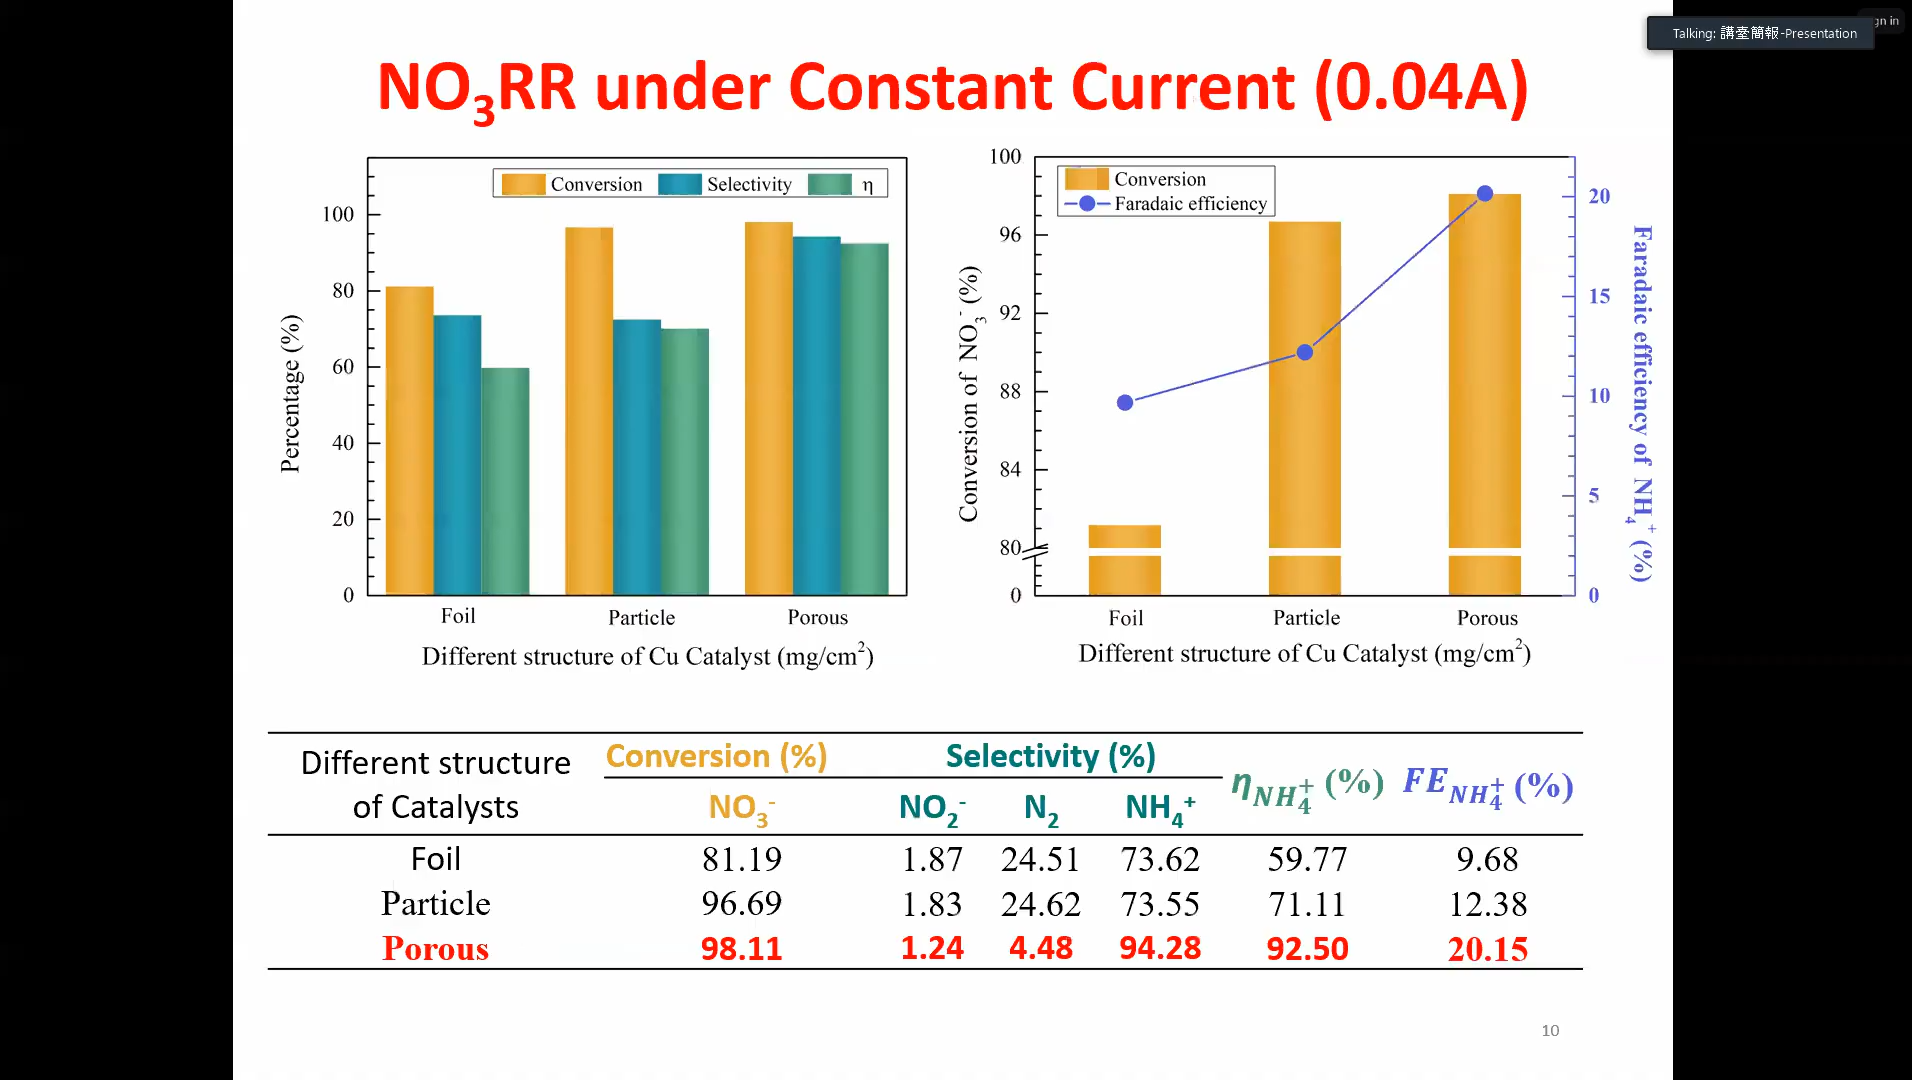 gn in
Talking: 講臺簡報-Presentation
NO3RR under Constant Current (0.04A)
Conversion Selectivity η
100
80
60
40
20
0
Percentage (%)
Foil Particle Porous
Different structure of Cu Catalyst (mg/cm2)
Conversion
Faradaic efficiency
100
96
92
88
84
80
0
Conversion of NO3- (%)
20
15
10
5
0
Faradaic efficiency of NH4+ (%)
Foil Particle Porous
Different structure of Cu Catalyst (mg/cm2)
Different structure of Catalysts Conversion (%) Selectivity (%) ηNH4+ (%) FENH4+ (%)
NO3- NO2- N2 NH4+
Foil 81.19 1.87 24.51 73.62 59.77 9.68
Particle 96.69 1.83 24.62 73.55 71.11 12.38
Porous 98.11 1.24 4.48 94.28 92.50 20.15
10